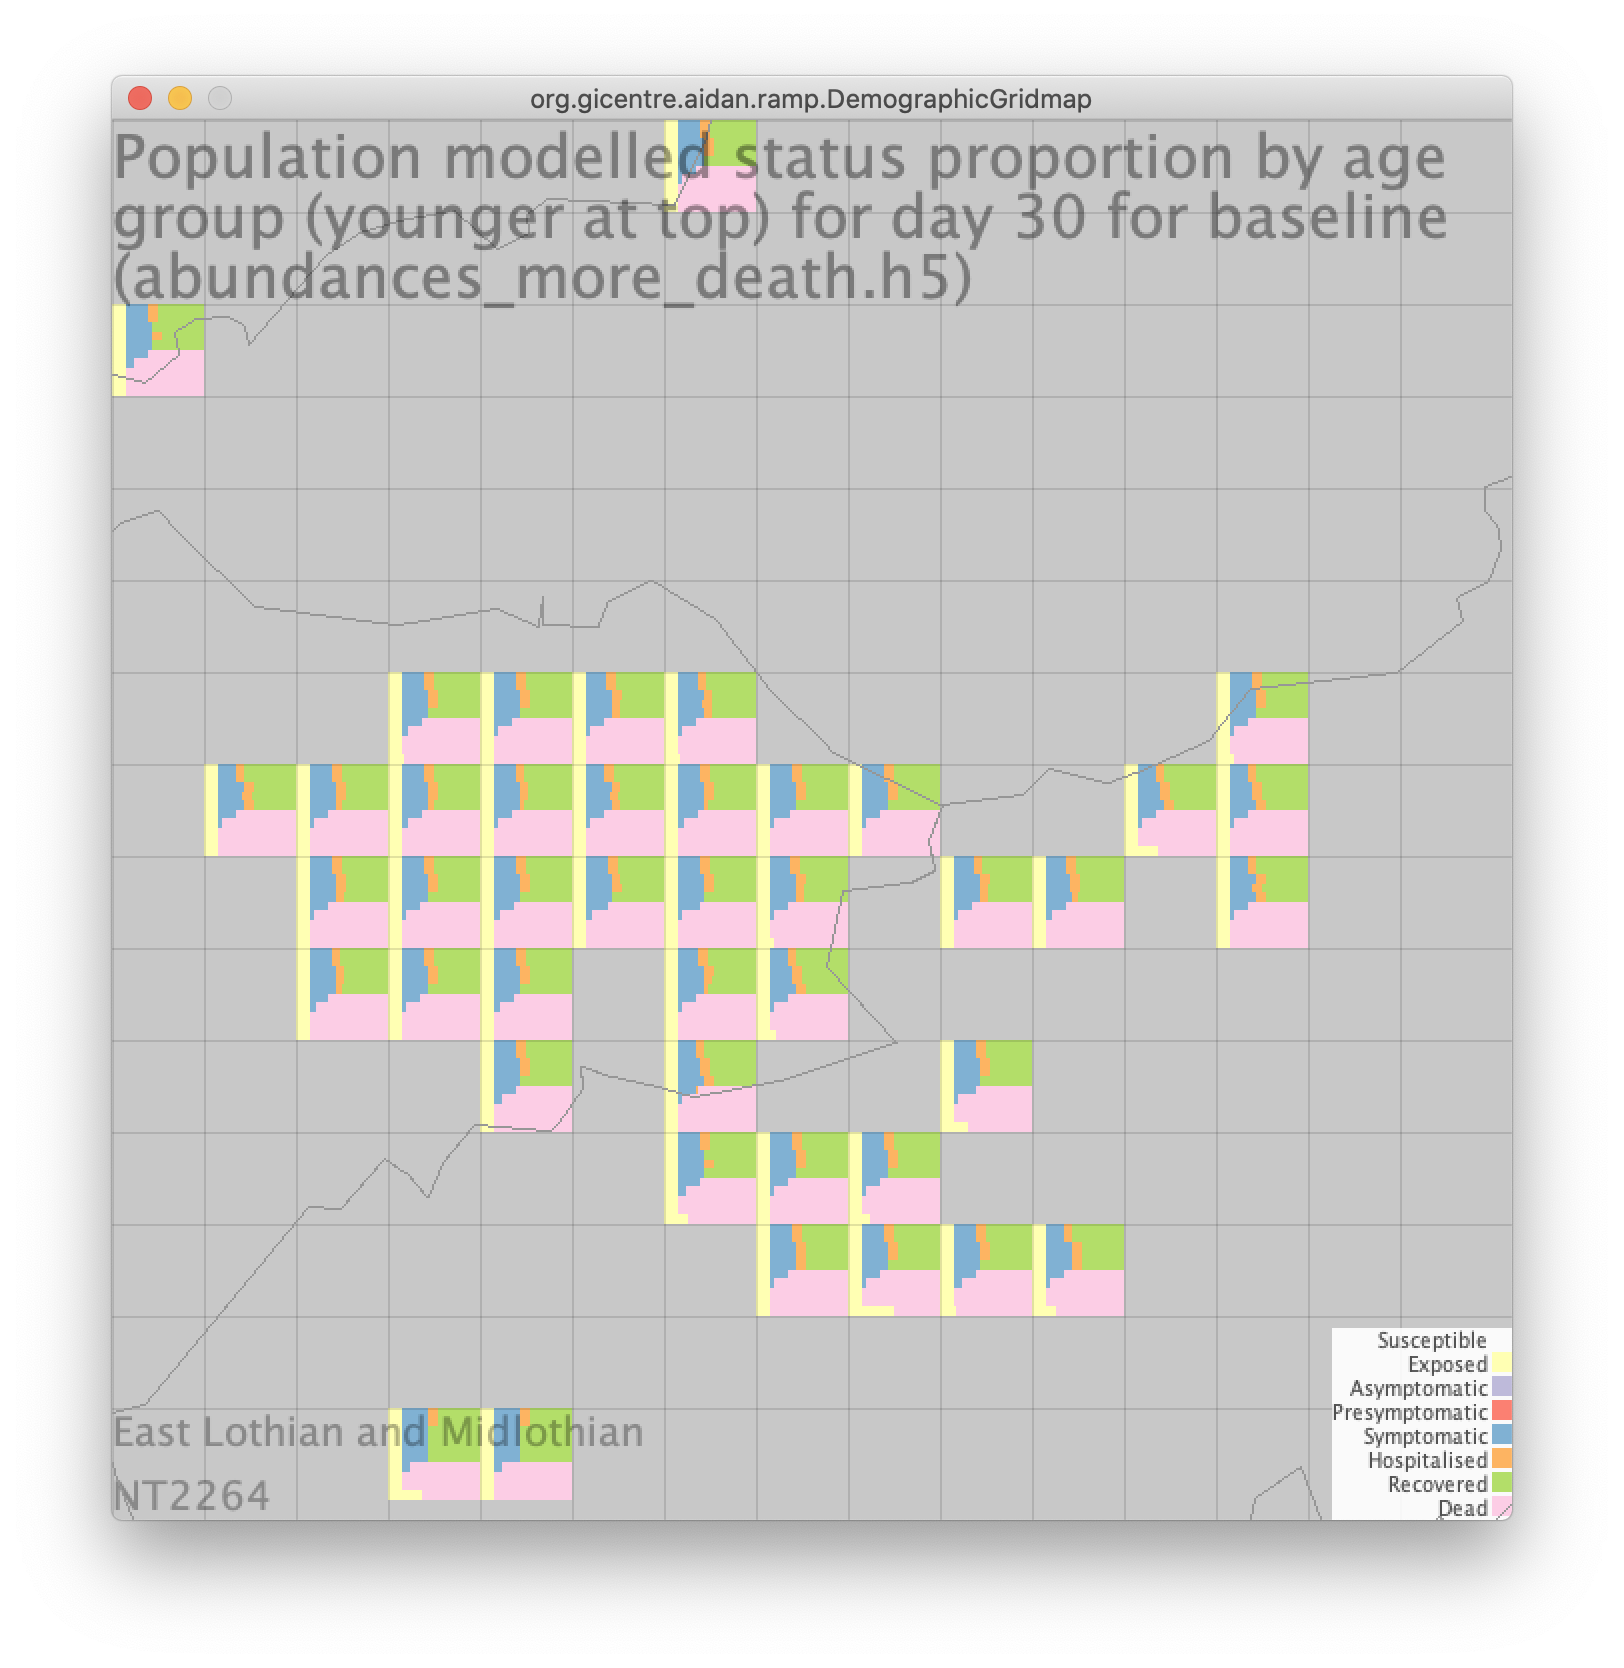 org.gicentre.aidan.ramp.DemographicGridmap
Population modelled status proportion by age
group (younger at top) for day 30 for baseline
(abundances_more_death.h5)
East Lothian and Midlothian
NT2264
Susceptible
Exposed
Asymptomatic
Presymptomatic
Symptomatic
Hospitalised
Recovered
Dead